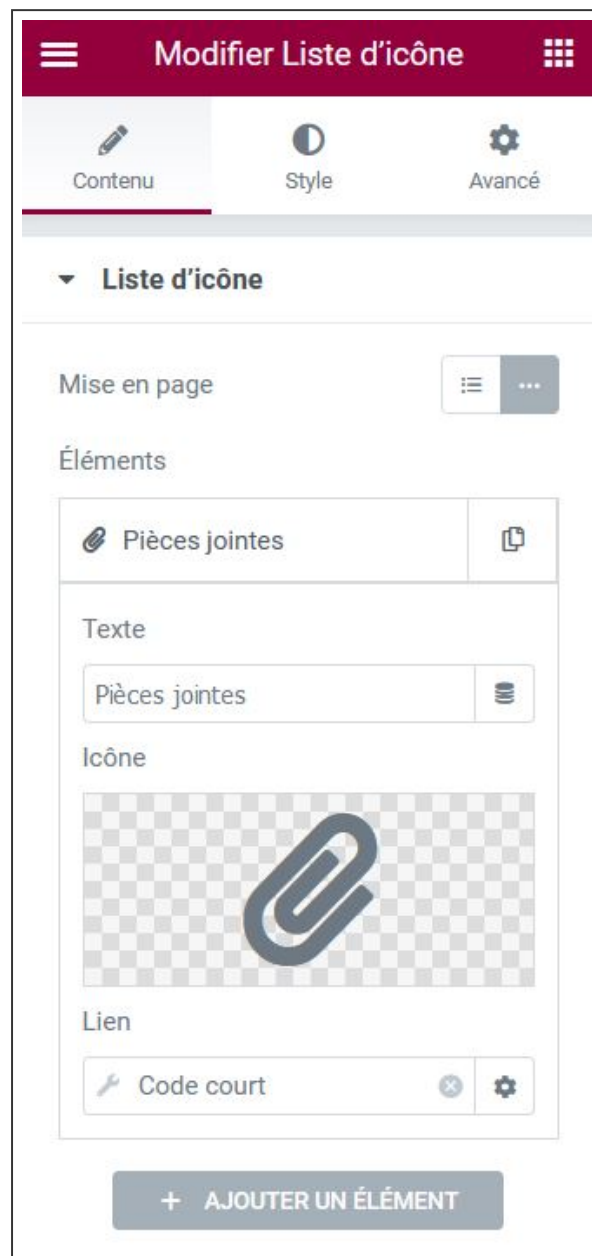 Modifier Liste d’icône
Contenu
Style
Avancé
Liste d’icône
Mise en page
Éléments
Pièces jointes
Texte
Pièces jointes
Icône
Lien
Code court
+ AJOUTER UN ÉLÉMENT